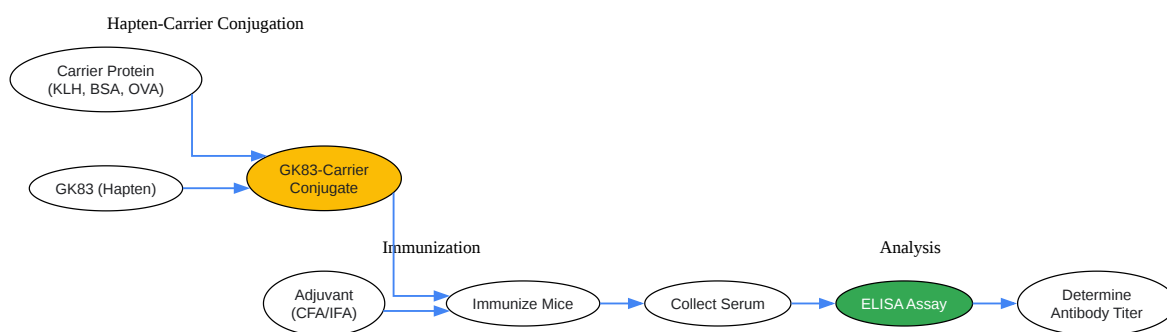 Hapten-Carrier Conjugation
Carrier Protein
(KLH, BSA, OVA)
GK83 (Hapten)
GK83-Carrier
Conjugate
Immunization
Adjuvant
(CFA/IFA)
Immunize Mice
Collect Serum
Analysis
ELISA Assay
Determine
Antibody Titer